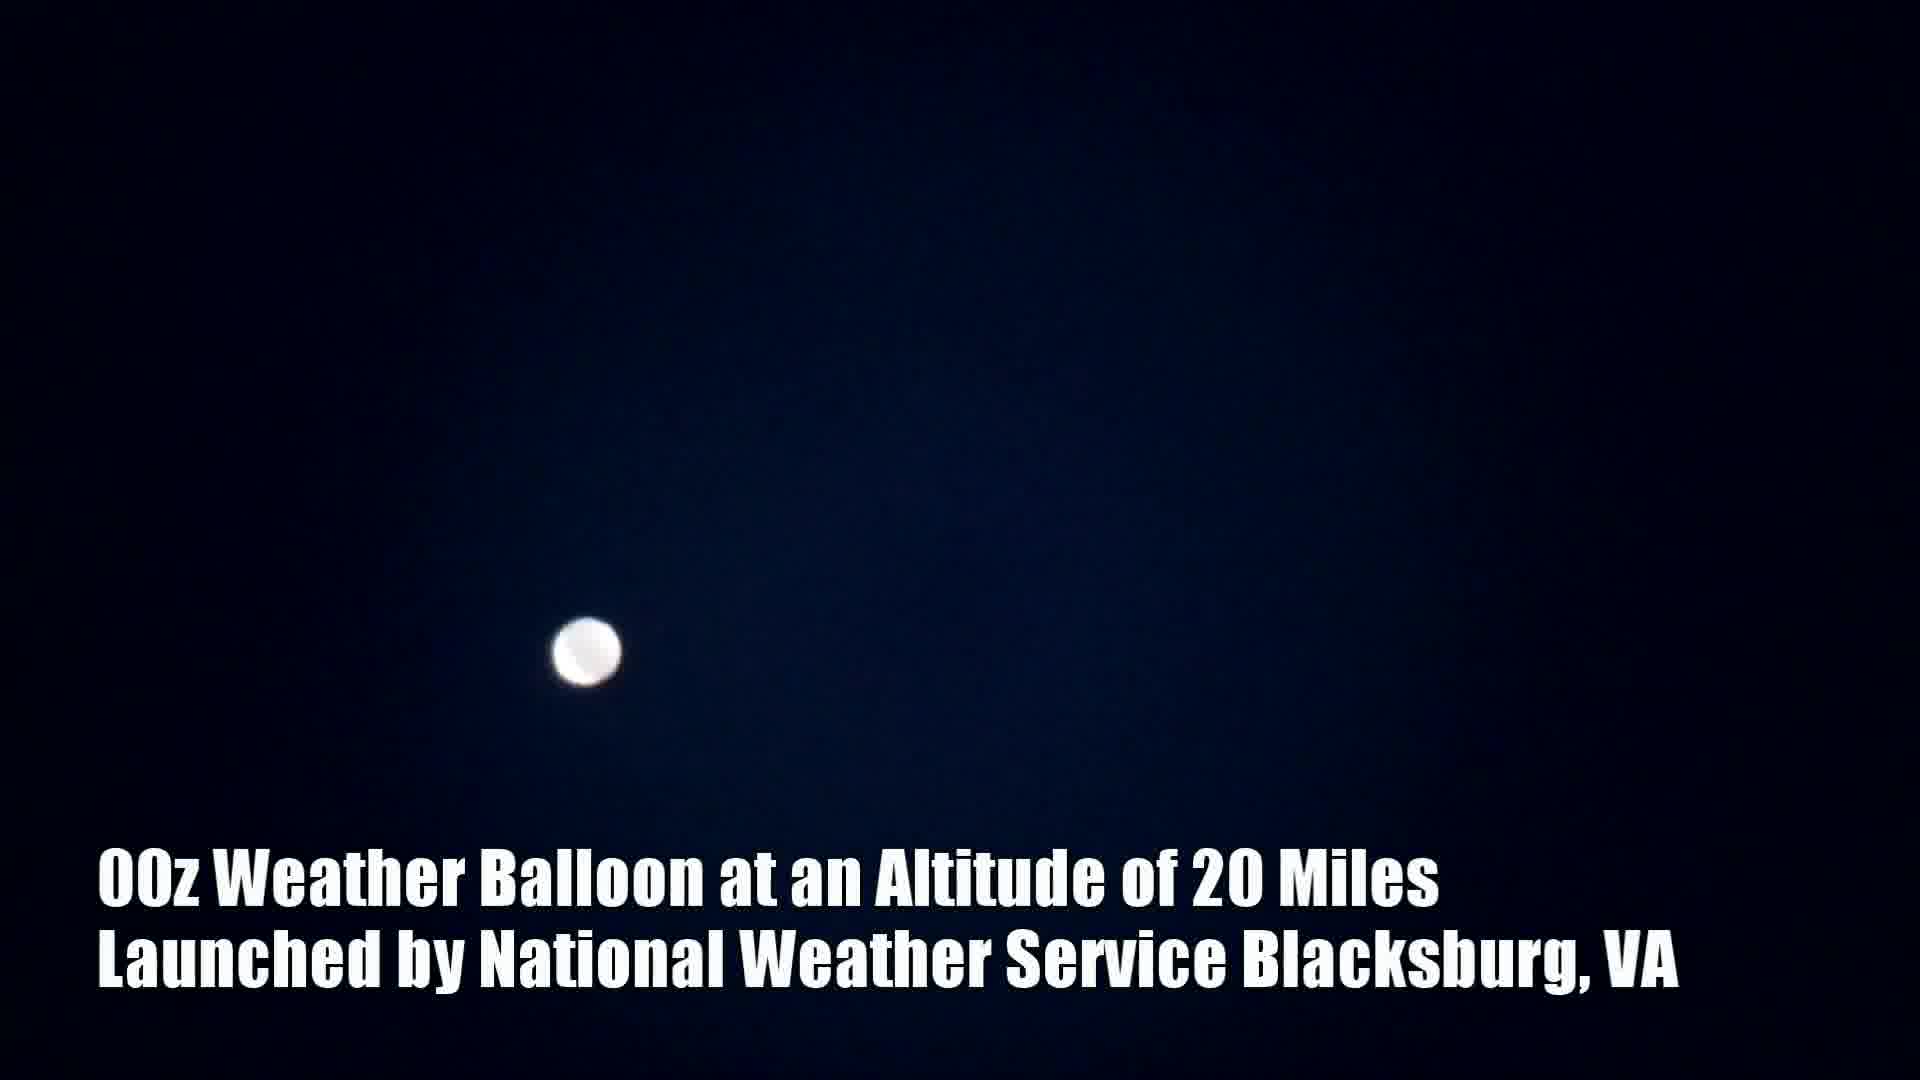 00z Weather Balloon at an Altitude of 20 Miles
Launched by National Weather Service Blacksburg, VA